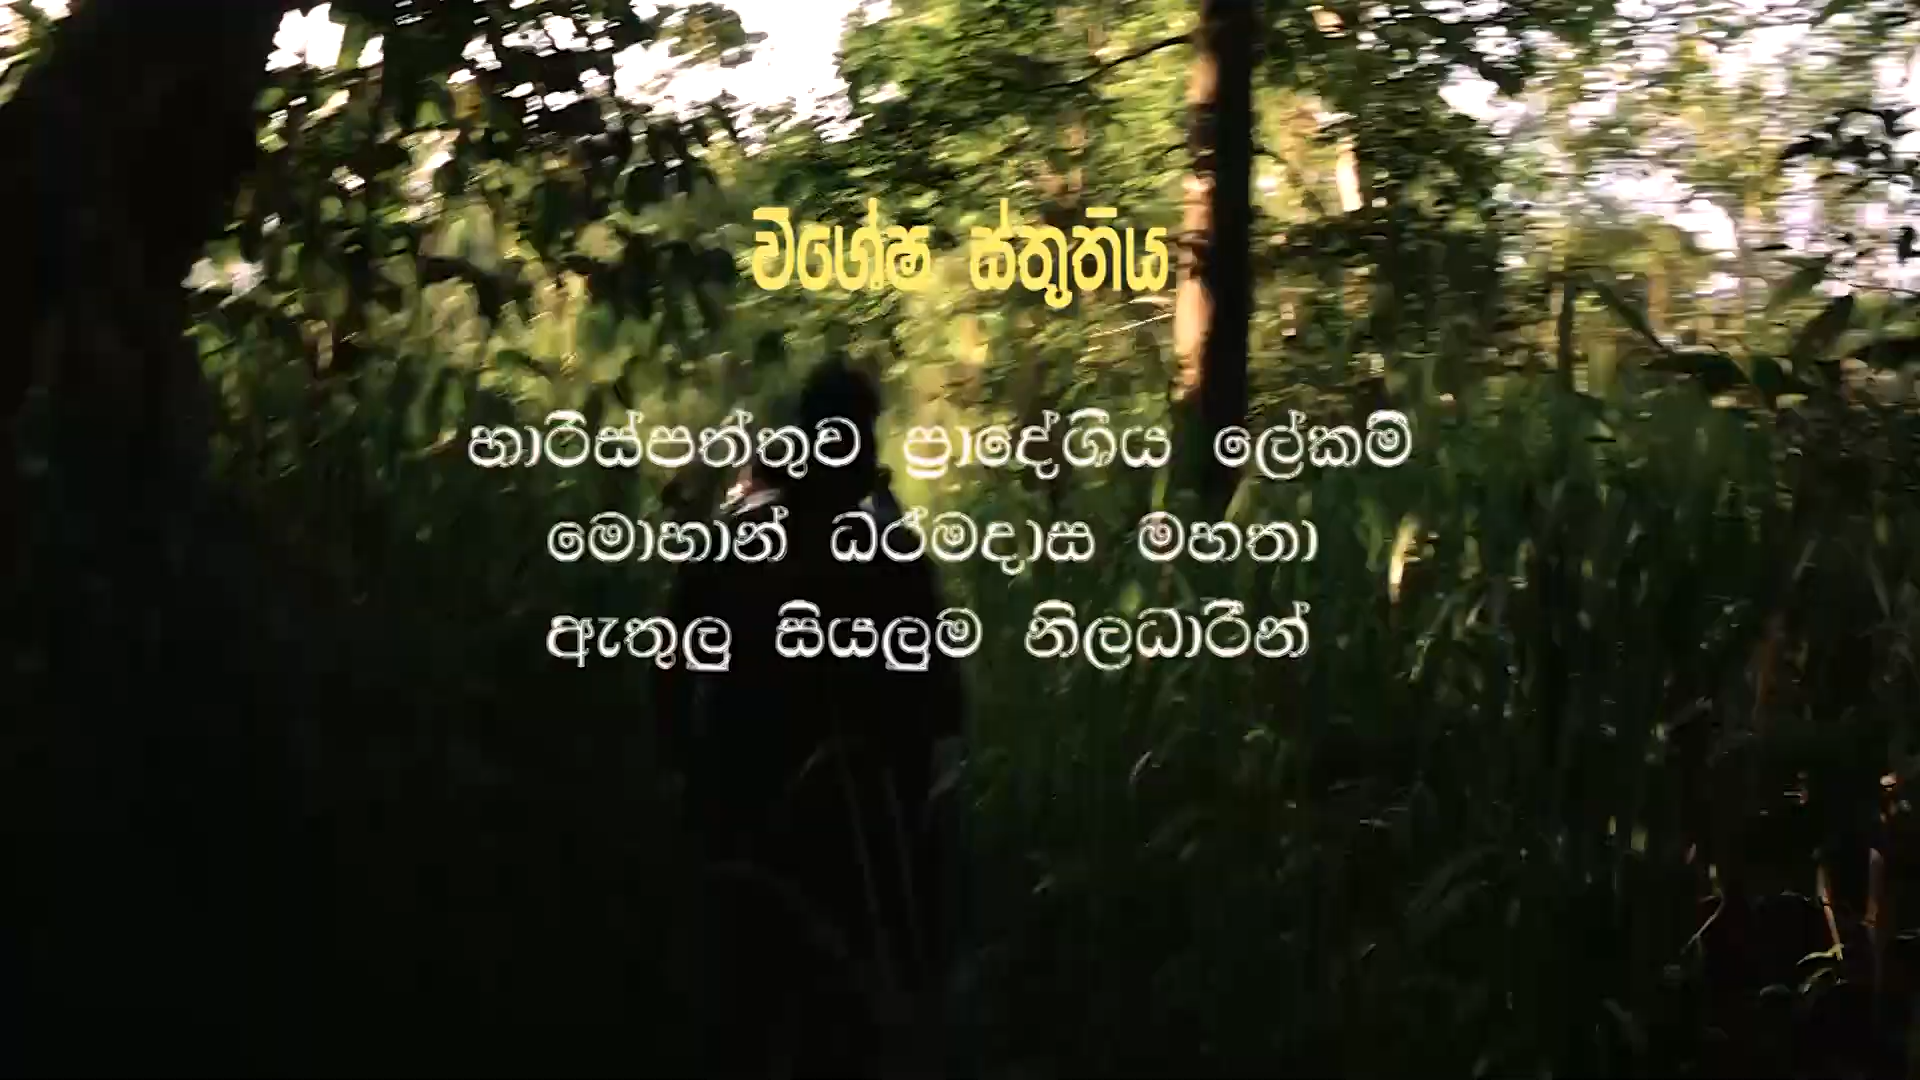 විශේෂ ස්තූතිය
හාරිස්පත්තුව ප්‍රාදේශීය ලේකම්
මොහාන් ධර්මදාස මහතා
ඇතුලු සියලුම නිලධාරීන්